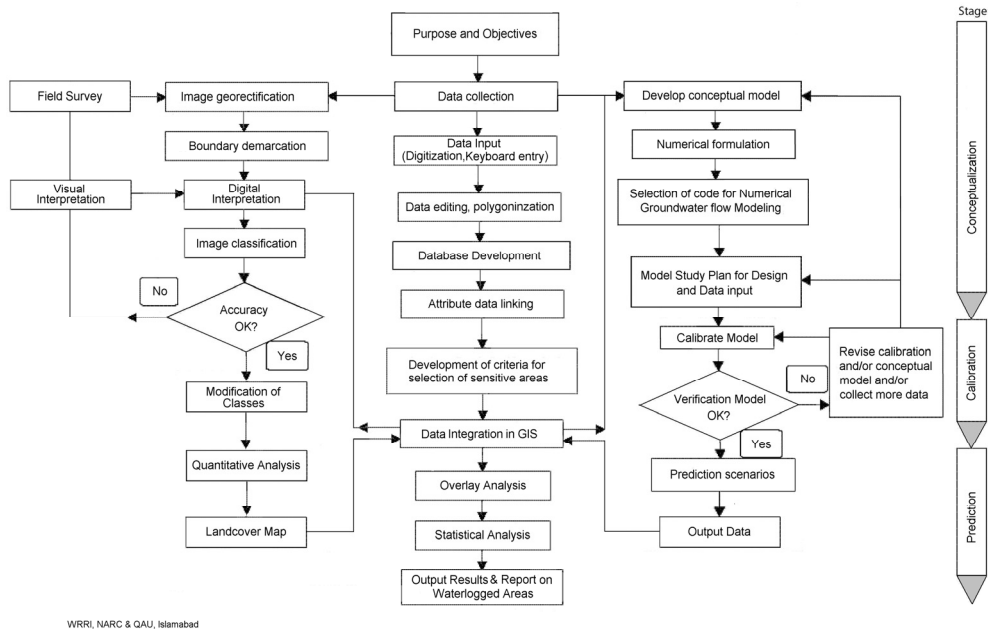 Stage
Purpose and Objectives
Field Survey
Image georectification
Data collection
Develop conceptual model
Boundary demarcation
Data Input
(Digitization,Keyboard entry)
Numerical formulation
Visual
Interpretation
Digital
Interpretation
Data editing, polygoninzation
Selection of code for Numerical
Groundwater flow Modeling
Conceptualization
Image classification
Database Development
Model Study Plan for Design
and Data input
No
Accuracy
OK?
Yes
Attribute data linking
Calibrate Model
Revise calibration
and/or conceptual
model and/or
collect more data
Calibration
Development of criteria for
selection of sensitive areas
Modification of
Classes
Verification Model
OK?
No
Yes
Data Integration in GIS
Quantitative Analysis
Overlay Analysis
Prediction scenarios
Prediction
Landcover Map
Statistical Analysis
Output Data
Output Results & Report on
Waterlogged Areas
WRRI, NARC & QAU, Islamabad